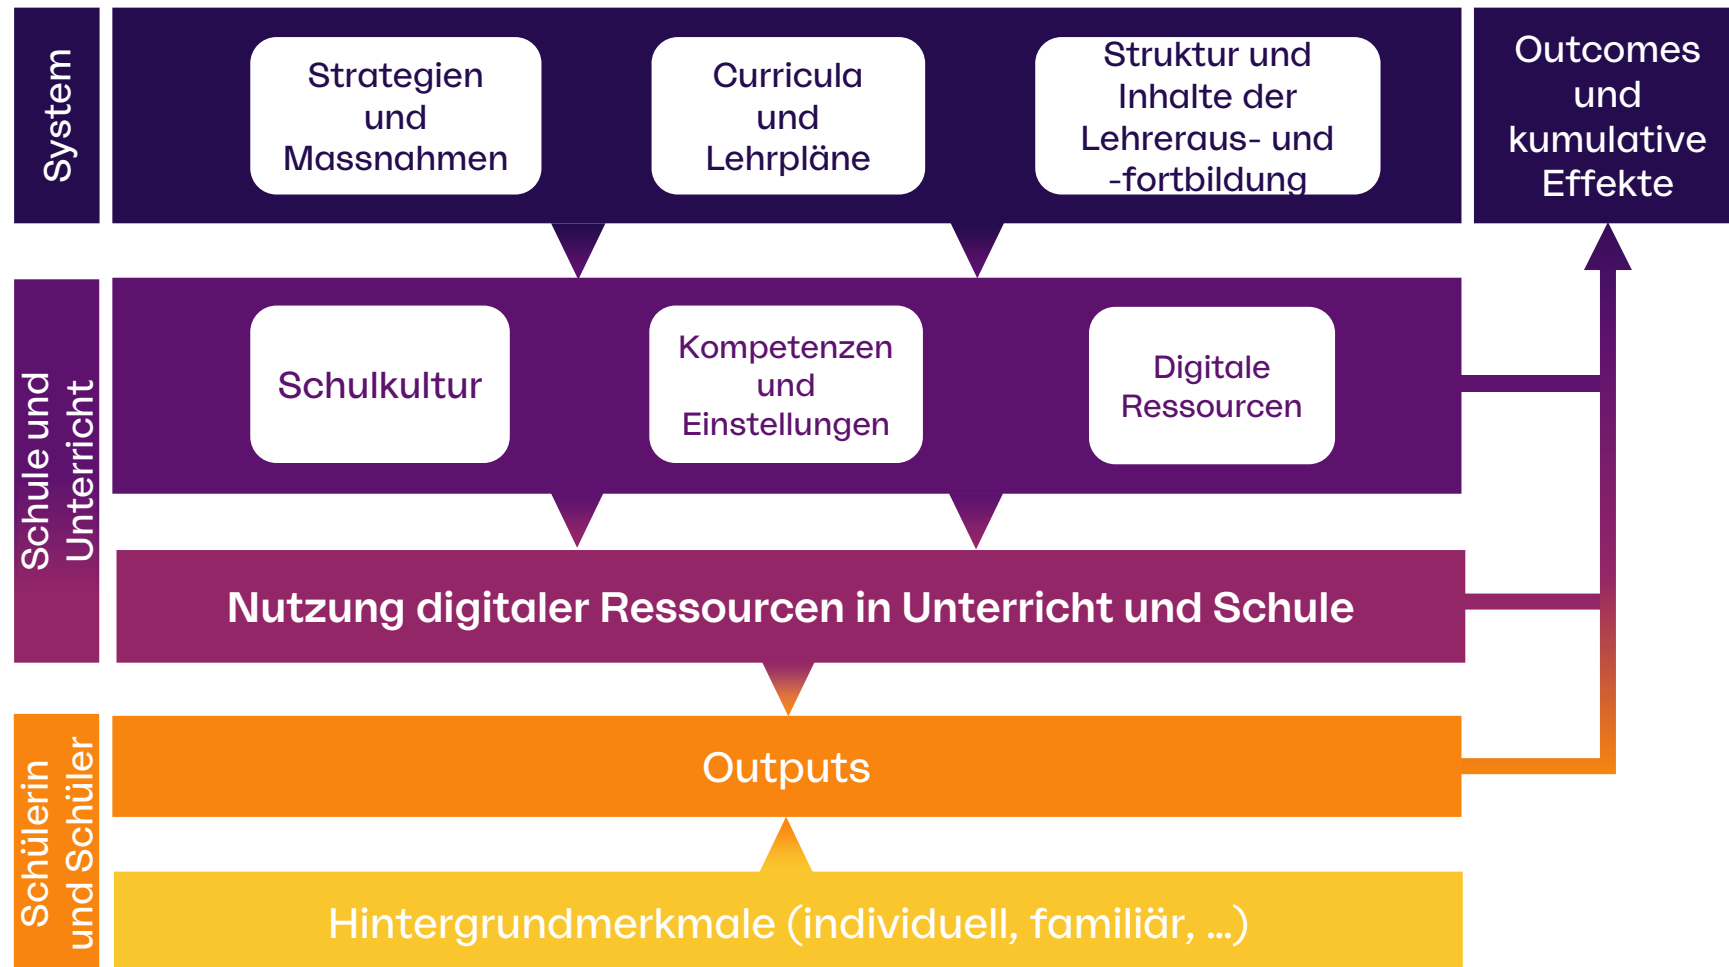 System
Strategien
und
Massnahmen
Curricula
und
Lehrpläne
Struktur und
Inhalte der
Lehreraus- und
-fortbildung
Outcomes
und
kumulative
Effekte
Schule und
Unterricht
Schulkultur
Kompetenzen
und
Einstellungen
Digitale
Ressourcen
Nutzung digitaler Ressourcen in Unterricht und Schule
Schülerin
und Schüler
Outputs
Hintergrundmerkmale (individuell, familiär, ...)